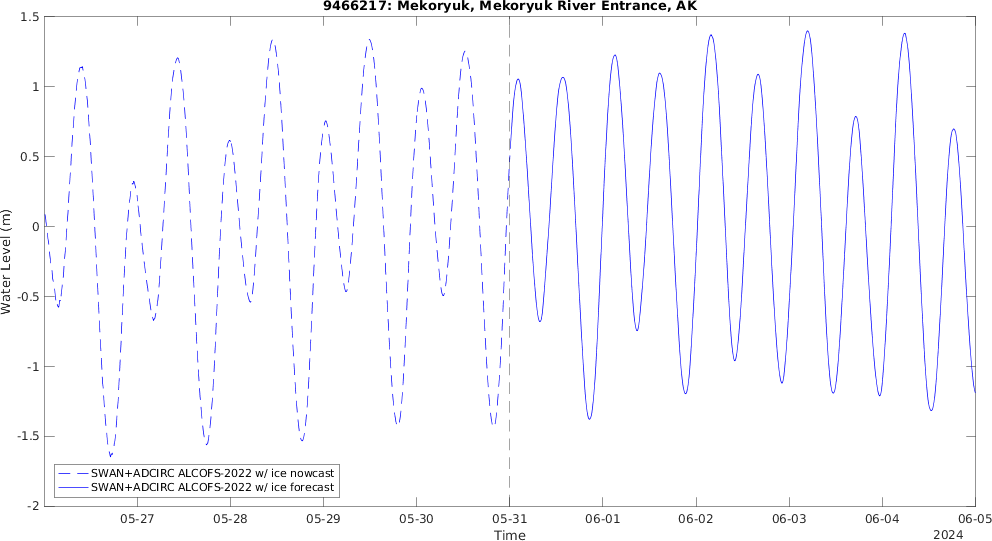 9466217: Mekoryuk, Mekoryuk River Entrance, AK
1.5
1
0.5
0
-0.5
-1
-1.5
-2
Water Level (m)
SWAN+ADCIRC ALCOFS-2022 w/ ice nowcast
SWAN+ADCIRC ALCOFS-2022 w/ ice forecast
05-27 05-28 05-29 05-30 05-31 06-01 06-02 06-03 06-04 06-05
Time
2024